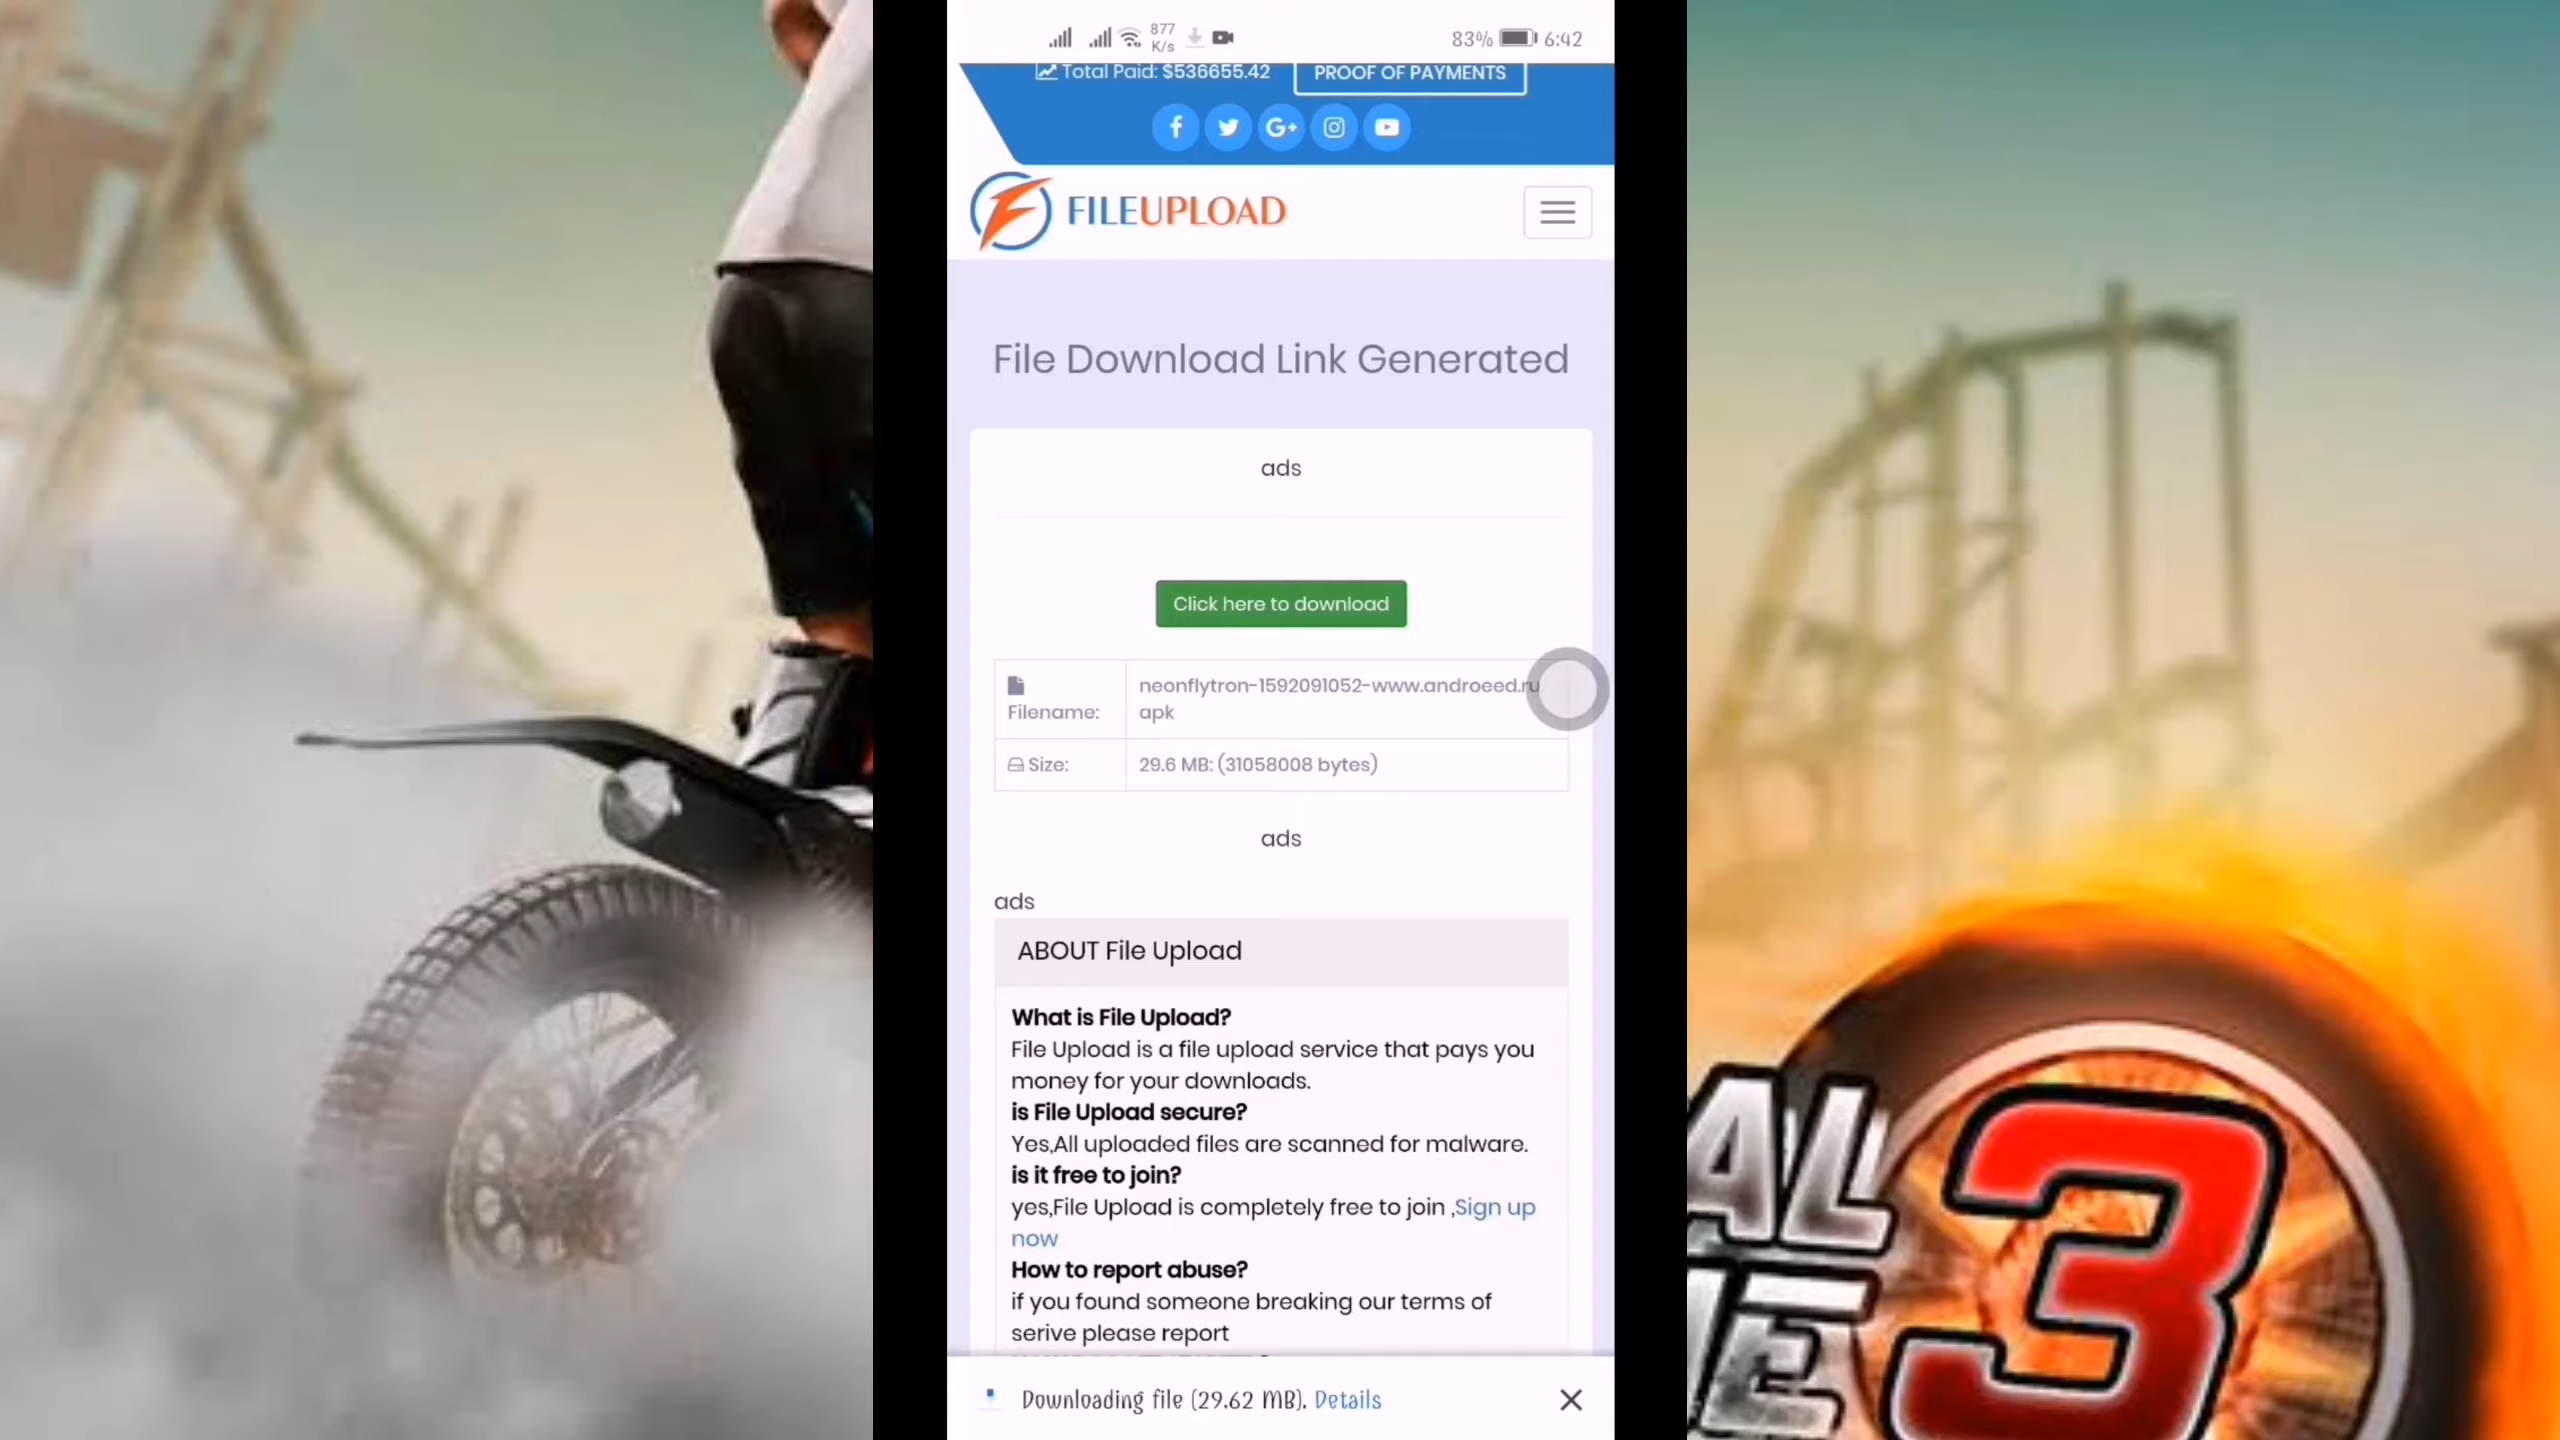 877
K/s
83%
6:42
Total Paid: $536655.42
PROOF OF PAYMENTS
FILEUPLOAD
File Download Link Generated
ads
Click here to download
Filename:
neonflytron-1592091052-www.androeed.ru
apk
Size:
29.6 MB: (31058008 bytes)
ads
ads
ABOUT File Upload
What is File Upload?
File Upload is a file upload service that pays you
money for your downloads.
is File Upload secure?
Yes,All uploaded files are scanned for malware.
is it free to join?
yes,File Upload is completely free to join ,Sign up
now
How to report abuse?
if you found someone breaking our terms of
serive please report
Downloading file (29.62 MB). Details
AL
3